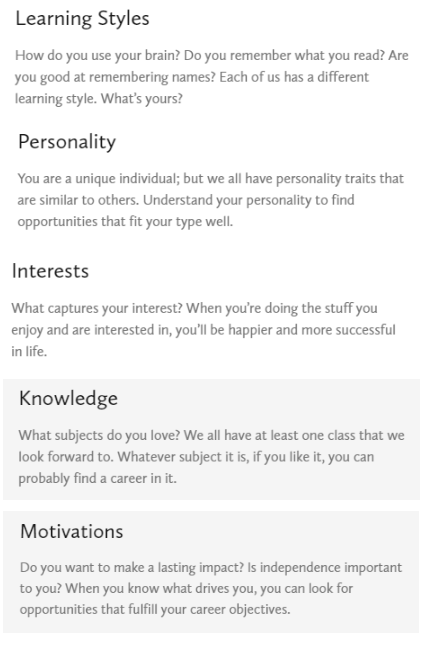 Learning Styles
How do you use your brain? Do you remember what you read? Are
you good at remembering names? Each of us has a different
learning style. What's yours?
Personality
You are a unique individual; but we all have personality traits that
are similar to others. Understand your personality to find
opportunities that fit your type well.
Interests
What captures your interest? When you're doing the stuff you
enjoy and are interested in, you'll be happier and more successful
in life.
Knowledge
What subjects do you love? We all have at least one class that we
look forward to. Whatever subject it is, if you like it, you can
probably find a career in it.
Motivations
Do you want to make a lasting impact? Is independence important
to you? When you know what drives you, you can look for
opportunities that fulfill your career objectives.